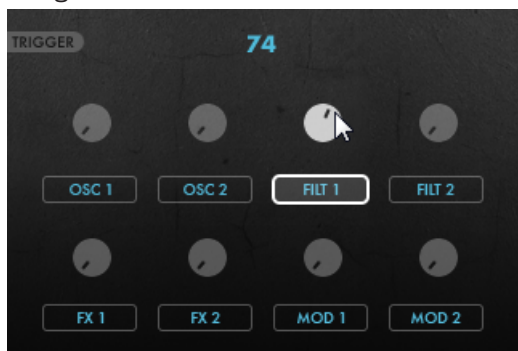 TRIGGER 74
OSC 1 OSC 2 FILT 1 FILT 2
FX 1 FX 2 MOD 1 MOD 2